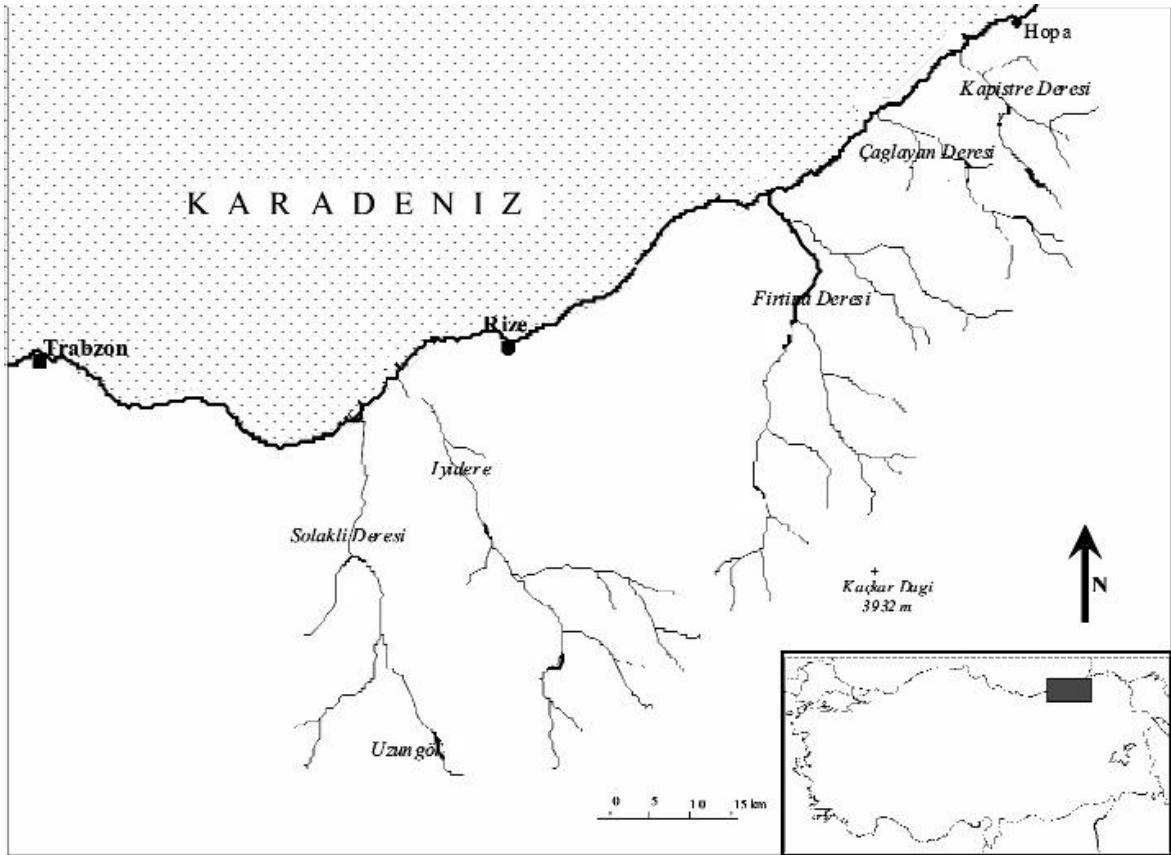 Hopa
Kapistre Deresi
Çaglayan Deresi
KARADENIZ
Firtina Deresi
Rize
Trabzon
Iyidere
Solakli Deresi
Kaçkar Dagi
3932 m
N
Uzungöl
0 5 10 15 km